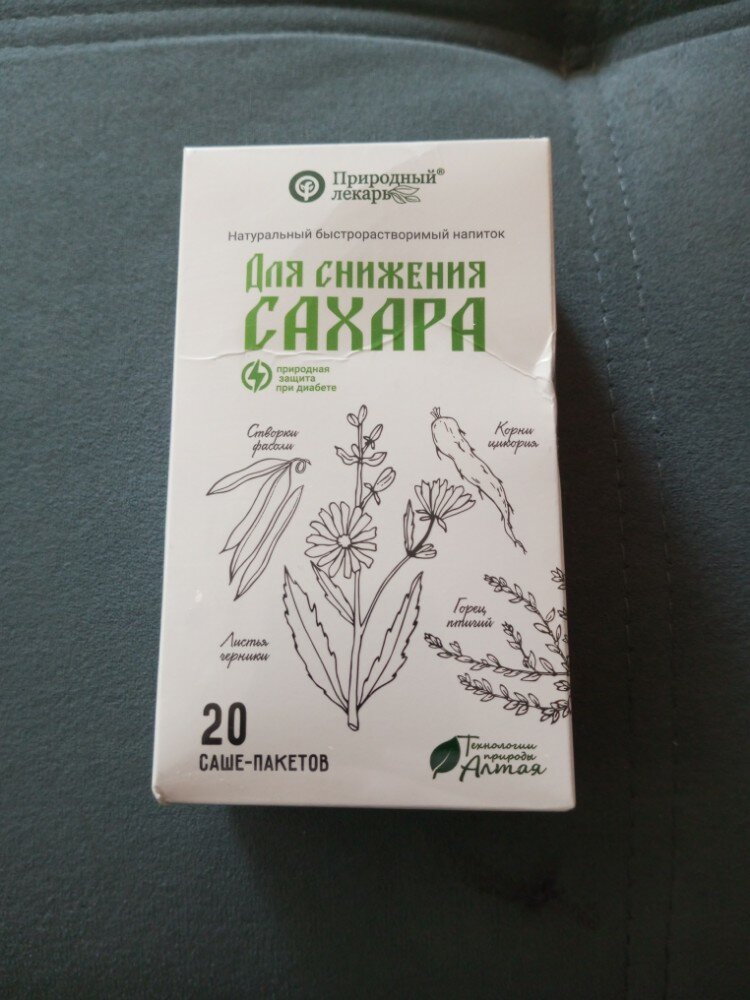 Природный®
лекарь
Натуральный быстрорастворимый напиток
Для снижения
САХАРА
природная
защита
при диабете
Створки
фасоли
Корни
цикория
Горец
птичий
Листья
черники
20
САШЕ-ПАКЕТОВ
Технологии
природы
Алтая